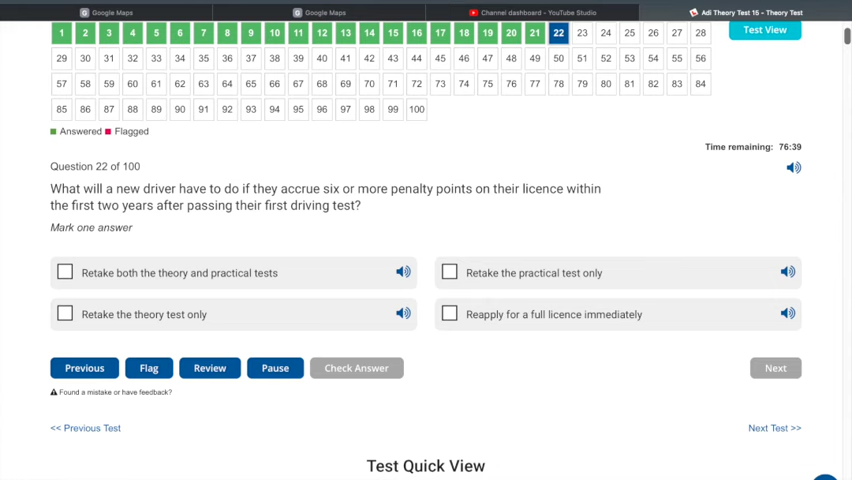 Google Maps
Google Maps
Channel dashboard - YouTube Studio
Adi Theory Test 15 - Theory Test
1 2 3 4 5 6 7 8 9 10 11 12 13 14 15 16 17 18 19 20 21 22 23 24 25 26 27 28
Test View
29 30 31 32 33 34 35 36 37 38 39 40 41 42 43 44 45 46 47 48 49 50 51 52 53 54 55 56
57 58 59 60 61 62 63 64 65 66 67 68 69 70 71 72 73 74 75 76 77 78 79 80 81 82 83 84
85 86 87 88 89 90 91 92 93 94 95 96 97 98 99 100
Answered Flagged
Time remaining: 76:39
Question 22 of 100
What will a new driver have to do if they accrue six or more penalty points on their licence within
the first two years after passing their first driving test?
Mark one answer
Retake both the theory and practical tests
Retake the practical test only
Retake the theory test only
Reapply for a full licence immediately
Previous Flag Review Pause Check Answer Next
Found a mistake or have feedback?
<< Previous Test
Next Test >>
Test Quick View